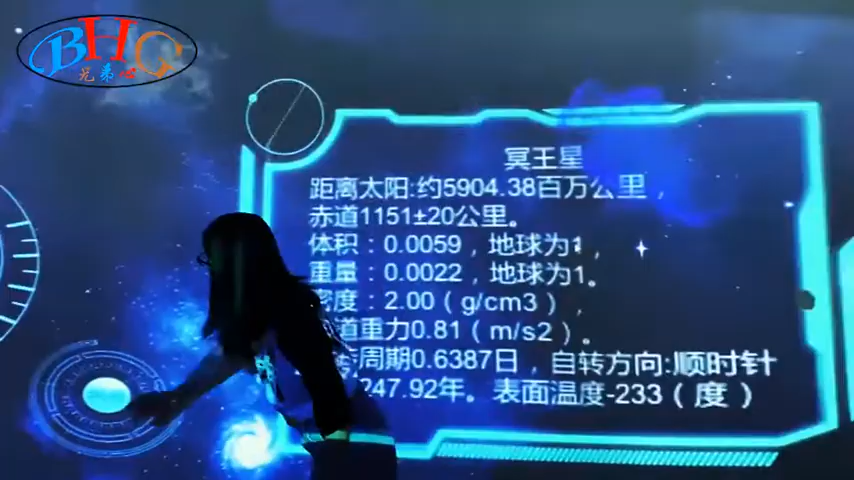 BHG
兄弟心
冥王星
距离太阳:约5904.38百万公里，
赤道1151±20公里。
体积：0.0059，地球为1，
重量：0.0022，地球为1.
密度：2.00（g/cm3），
道重力0.81（m/s2），
周期0.6387日，自转方向:顺时针
247.92年。表面温度-233（度）